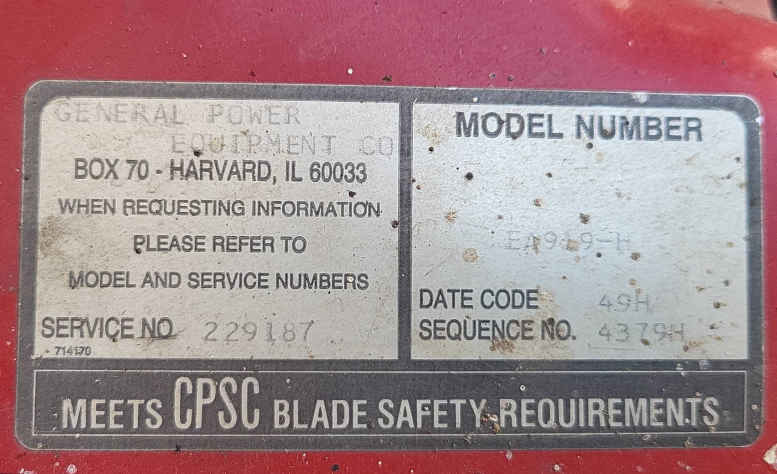 GENERAL POWER
EQUIPMENT CO
BOX 70 - HARVARD, IL 60033
WHEN REQUESTING INFORMATION
PLEASE REFER TO
MODEL AND SERVICE NUMBERS
SERVICE NO 229187
- 714170
MODEL NUMBER
EA919-H
DATE CODE 49H
SEQUENCE NO. 4379H
MEETS CPSC BLADE SAFETY REQUIREMENTS